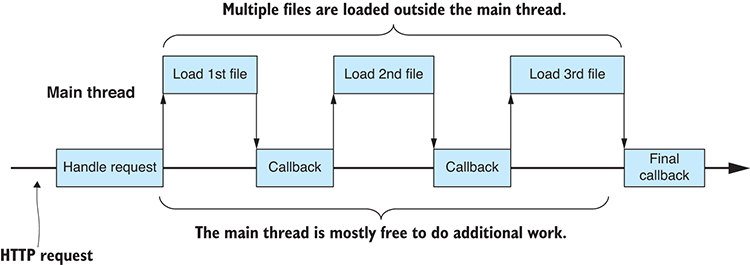 Multiple files are loaded outside the main thread.
Load 1st file
Load 2nd file
Load 3rd file
Main thread
Handle request
Callback
Callback
Final
callback
The main thread is mostly free to do additional work.
HTTP request